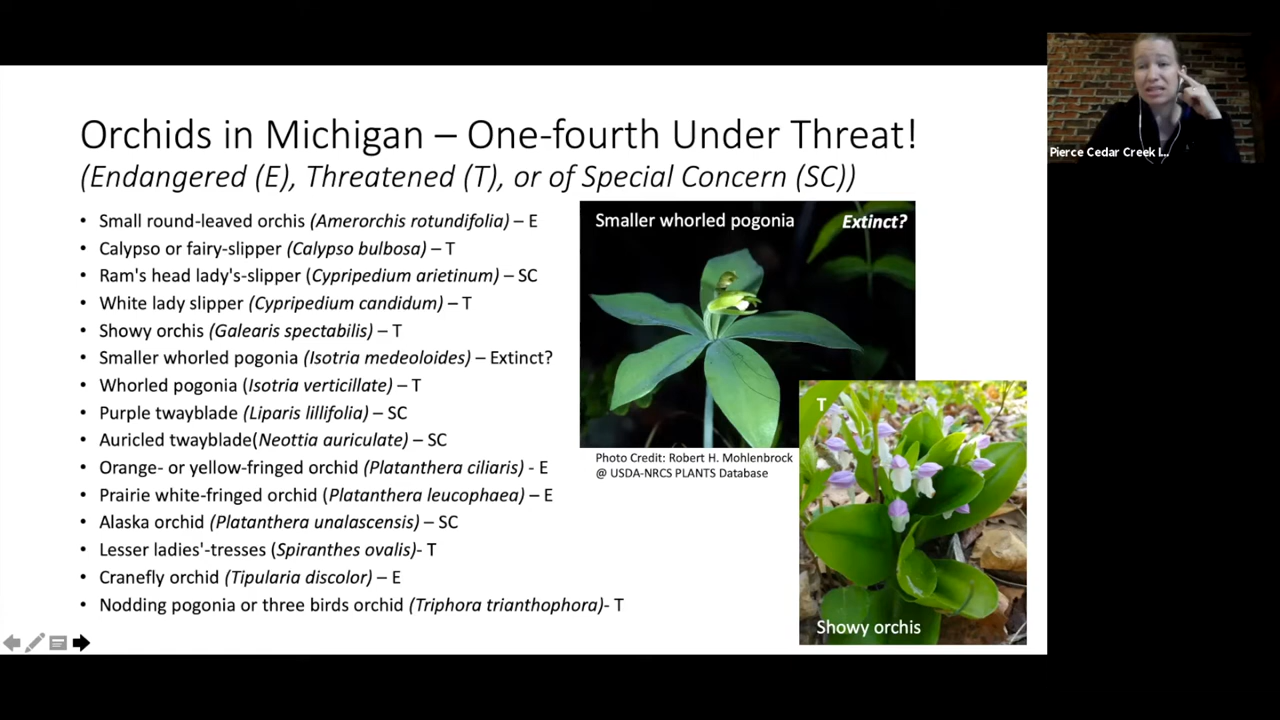 Orchids in Michigan – One-fourth Under Threat!
(Endangered (E), Threatened (T), or of Special Concern (SC))
• Small round-leaved orchis (Amerorchis rotundifolia) – E
• Calypso or fairy-slipper (Calypso bulbosa) – T
• Ram's head lady's-slipper (Cypripedium arietinum) – SC
• White lady slipper (Cypripedium candidum) – T
• Showy orchis (Galearis spectabilis) – T
• Smaller whorled pogonia (Isotria medeoloides) – Extinct?
• Whorled pogonia (Isotria verticillate) – T
• Purple twayblade (Liparis lillifolia) – SC
• Auricled twayblade(Neottia auriculate) – SC
• Orange- or yellow-fringed orchid (Platanthera ciliaris) - E
• Prairie white-fringed orchid (Platanthera leucophaea) – E
• Alaska orchid (Platanthera unalascensis) – SC
• Lesser ladies'-tresses (Spiranthes ovalis)- T
• Cranefly orchid (Tipularia discolor) – E
• Nodding pogonia or three birds orchid (Triphora trianthophora)- T
Smaller whorled pogonia
Extinct?
Photo Credit: Robert H. Mohlenbrock
@ USDA-NRCS PLANTS Database
T
Showy orchis
Pierce Cedar Creek I...